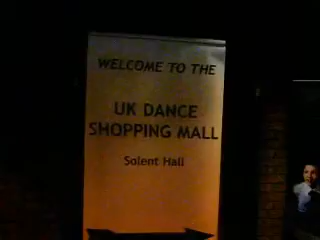 WELCOME TO THE
UK DANCE
SHOPPING MALL
Solent Hall